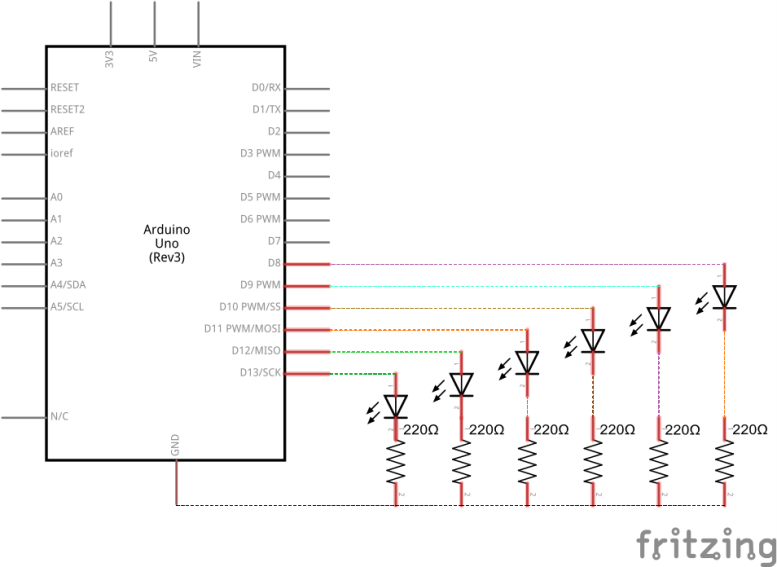 3V3
5V
VIN
RESET
RESET2
AREF
ioref
A0
A1
A2
A3
A4/SDA
A5/SCL
N/C
Arduino
Uno
(Rev3)
D0/RX
D1/TX
D2
D3 PWM
D4
D5 PWM
D6 PWM
D7
D8
D9 PWM
D10 PWM/SS
D11 PWM/MOSI
D12/MISO
D13/SCK
GND
220Ω 220Ω 220Ω 220Ω 220Ω 220Ω
fritzing